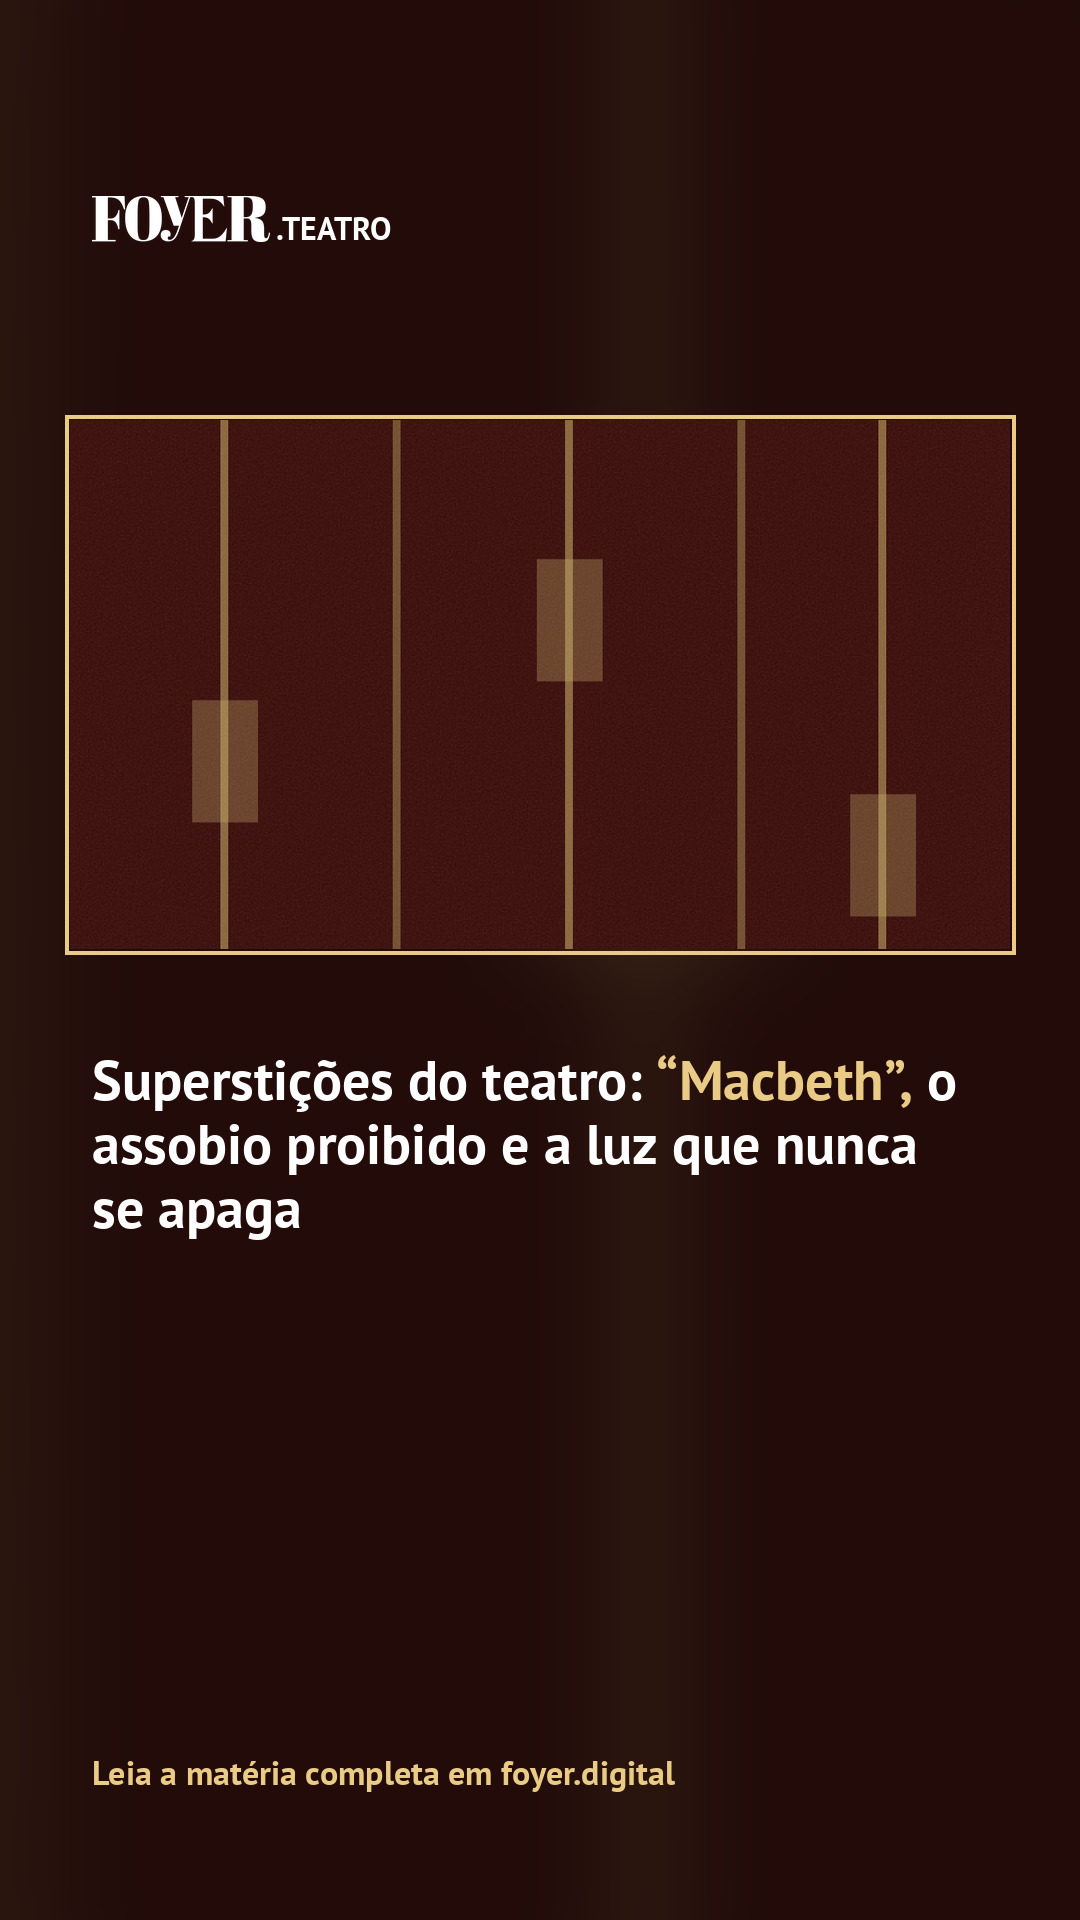 FOYER .TEATRO
Superstições do teatro: “Macbeth”, o
assobio proibido e a luz que nunca
se apaga
Leia a matéria completa em foyer.digital